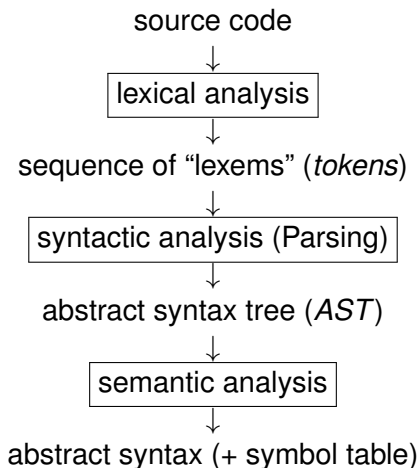 source code
lexical analysis
sequence of “lexems” (tokens)
syntactic analysis (Parsing)
abstract syntax tree (AST)
semantic analysis
abstract syntax (+ symbol table)